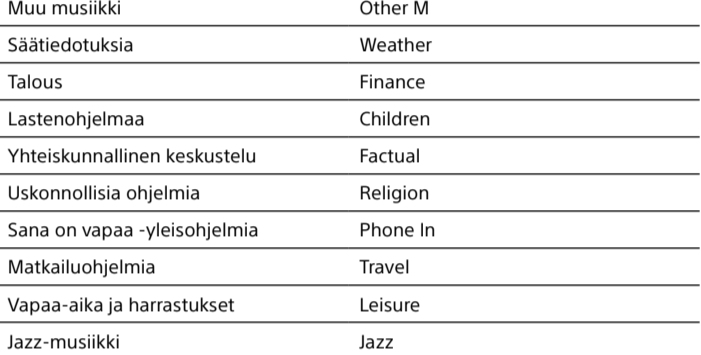 Muu musiikki Other M
Säätiedotuksia Weather
Talous Finance
Lastenohjelmaa Children
Yhteiskunnallinen keskustelu Factual
Uskonnollisia ohjelmia Religion
Sana on vapaa -yleisohjelmia Phone In
Matkailuohjelmia Travel
Vapaa-aika ja harrastukset Leisure
Jazz-musiikki Jazz